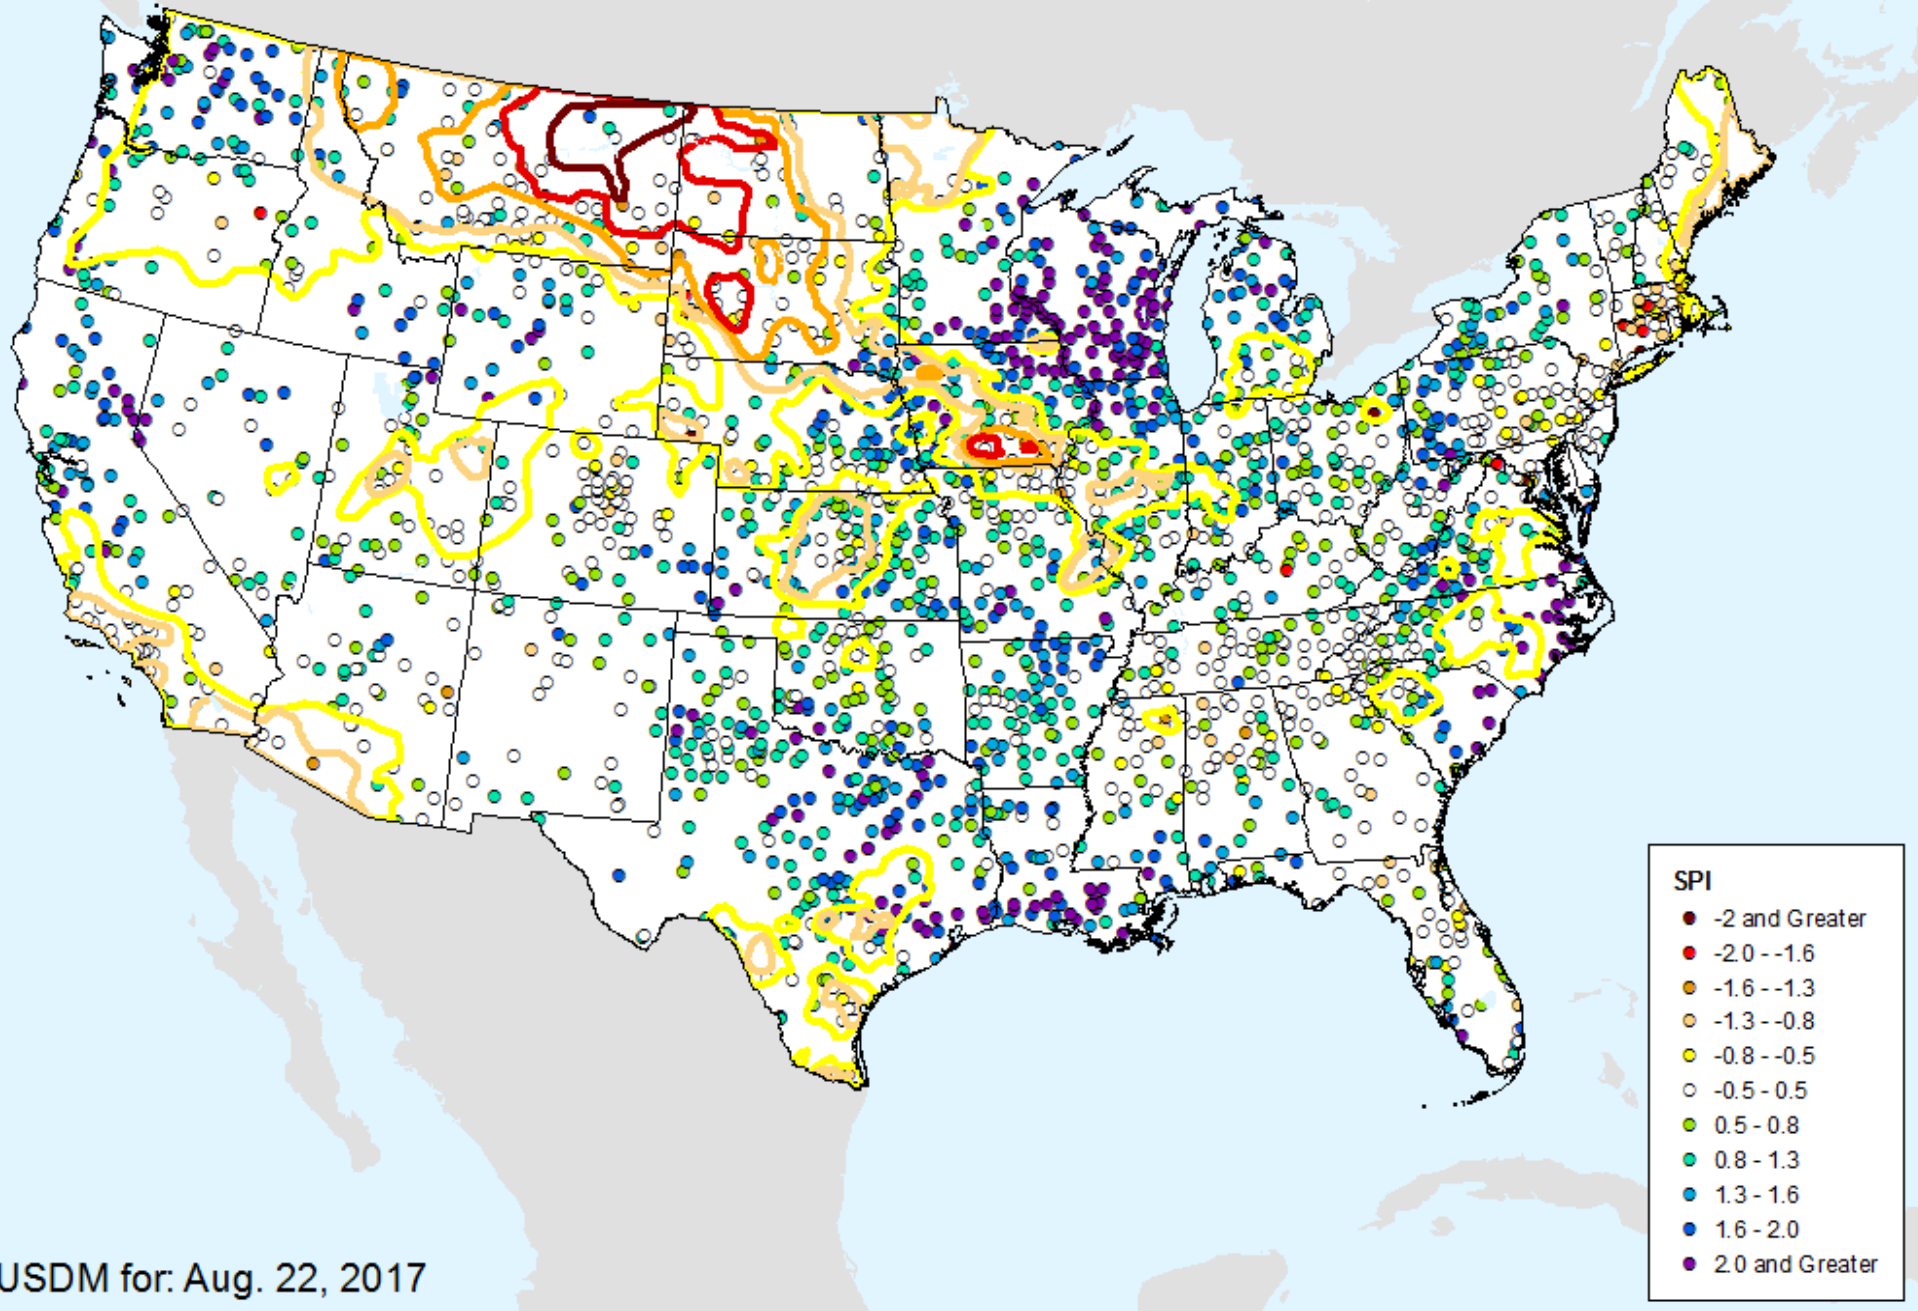 SPI
-2 and Greater
-2.0 - -1.6
-1.6 - -1.3
-1.3 - -0.8
-0.8 - -0.5
-0.5 - 0.5
0.5 - 0.8
0.8 - 1.3
1.3 - 1.6
1.6 - 2.0
2.0 and Greater
USDM for: Aug. 22, 2017